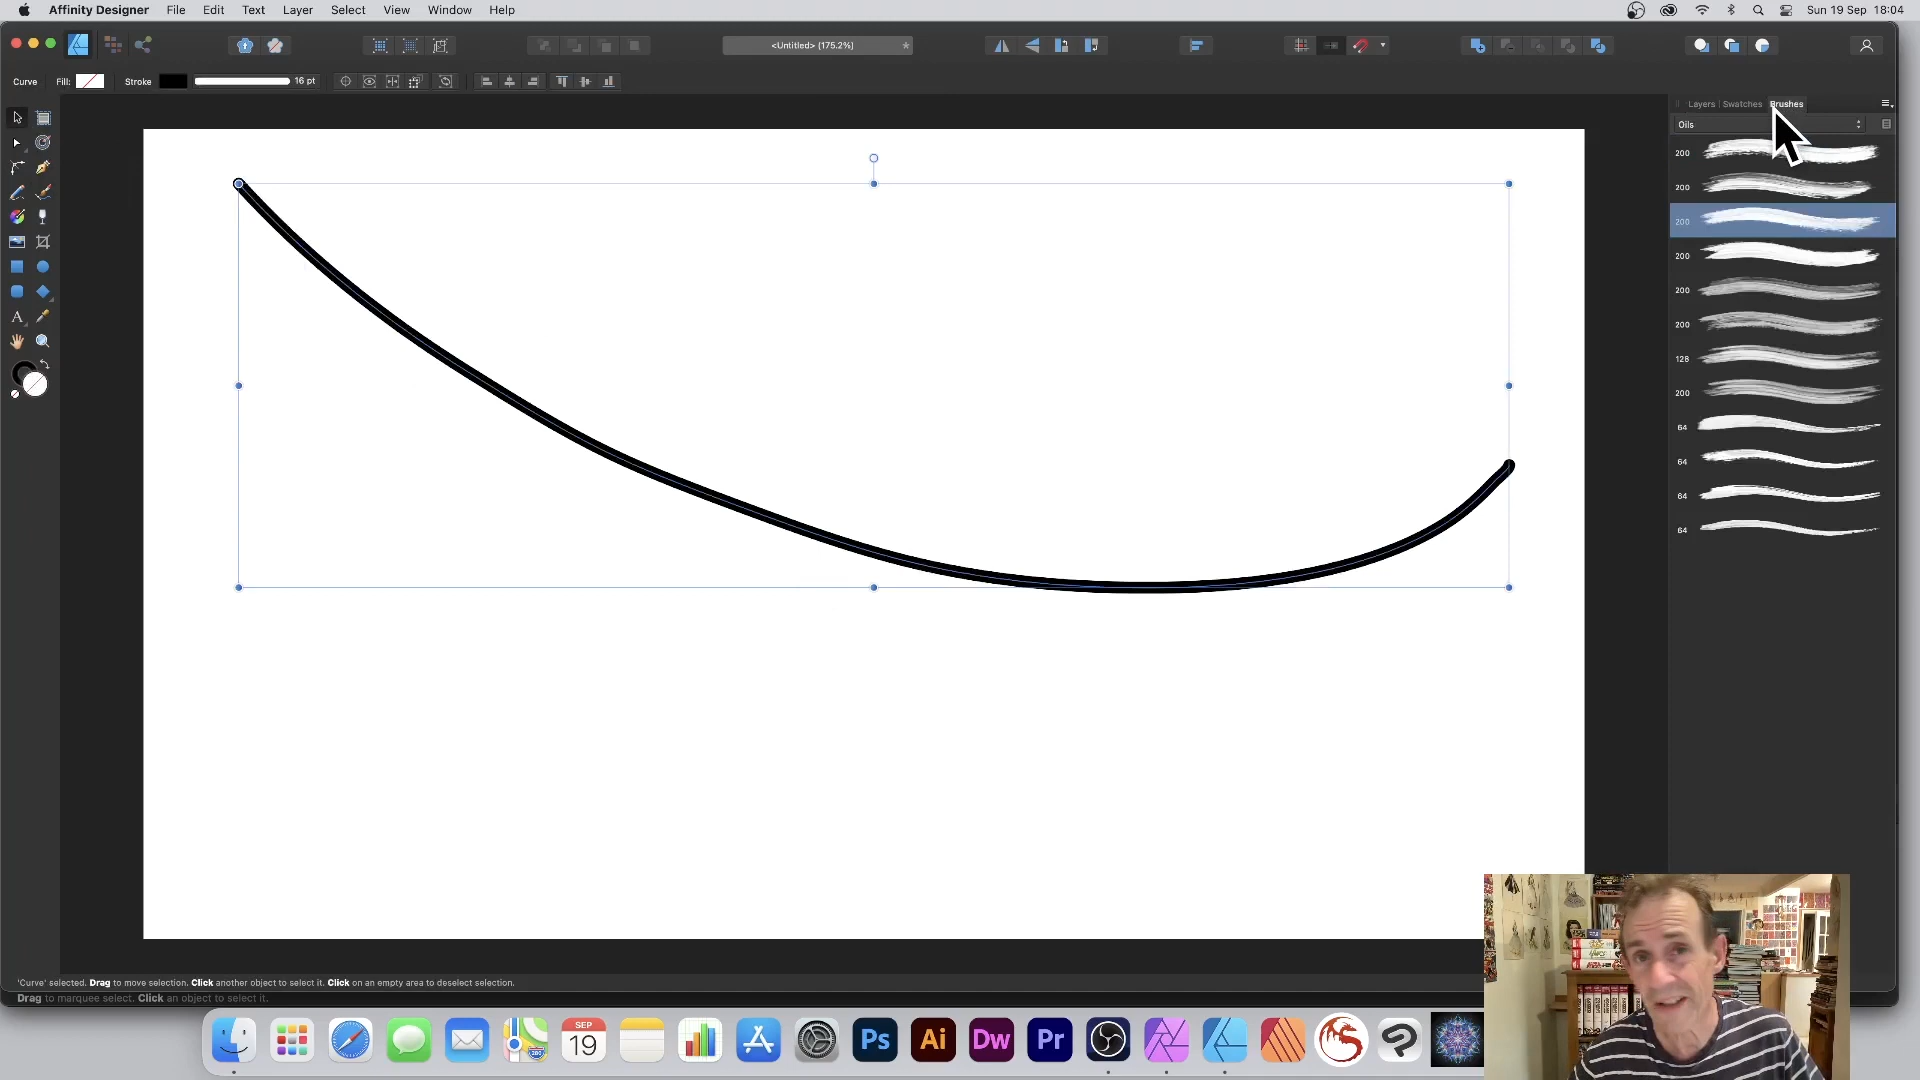 Affinity Designer File Edit Text Layer Select View Window Help Sun 19 Sep 18:04
<Untitled> [175.2%]
Curve Fill: Stroke 16 pt
Layers Swatches Brushes
Oils
200
200
200
200
200
200
128
200
64
64
64
64
A
'Curve' selected. Drag to move selection. Click another object to select it. Click on an empty area to deselect selection.
Drag to marquee select. Click an object to select it.
SEP
19
280
Ps Ai Dw Pr